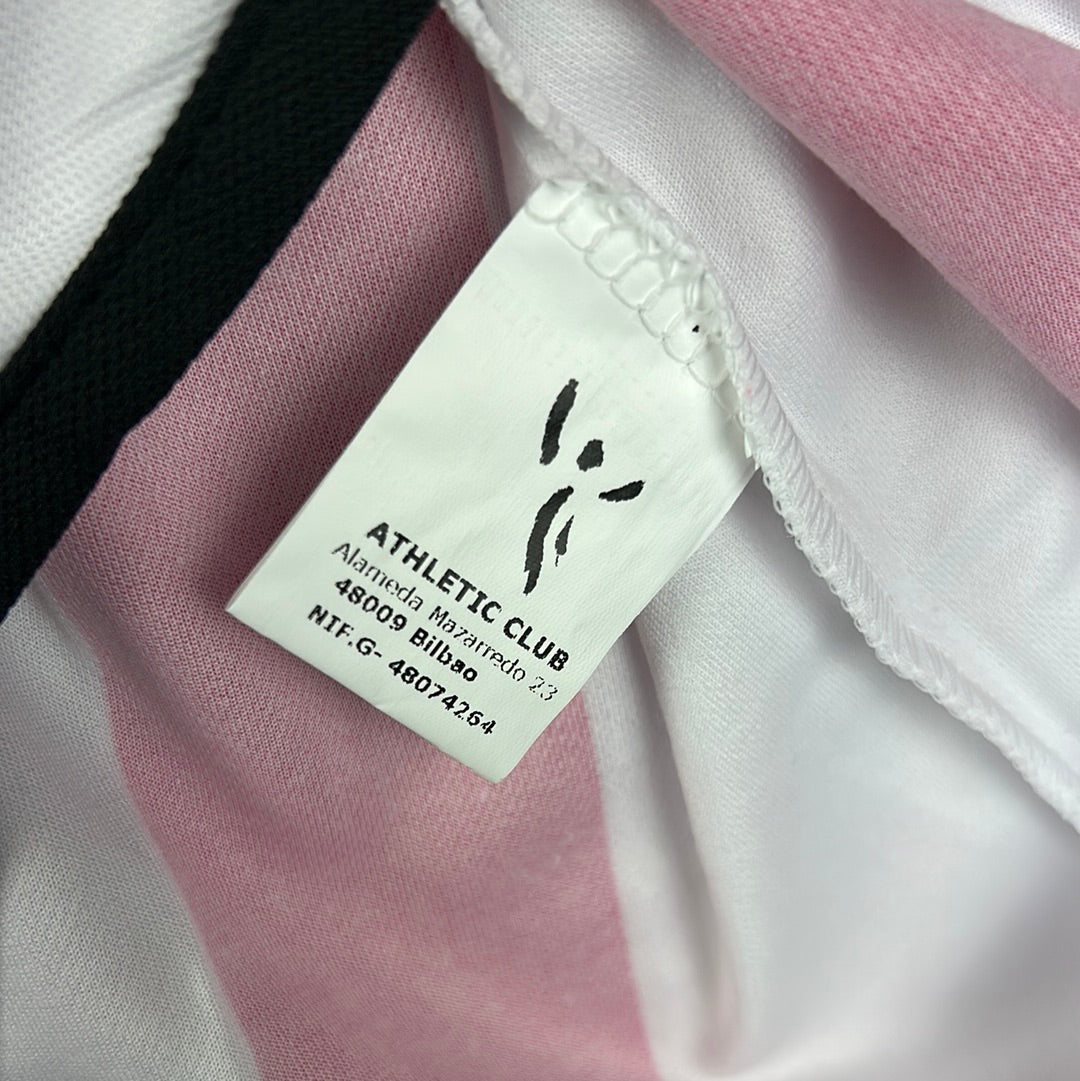 ATHLETIC CLUB
Alameda Mazarredo 23
48009 Bilbao
NIF.G- 48074264